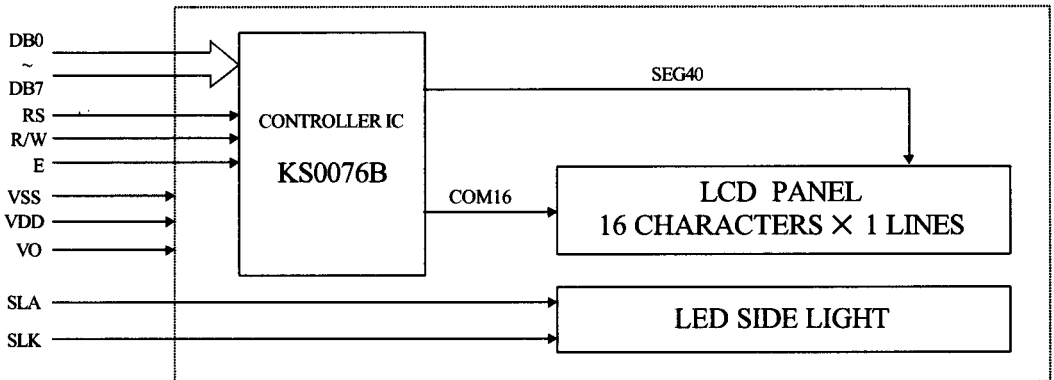 DB0
~
DB7
RS
R/W
E
VSS
VDD
VO
SLA
SLK
CONTROLLER IC
KS0076B
SEG40
COM16
LCD PANEL
16 CHARACTERS × 1 LINES
LED SIDE LIGHT